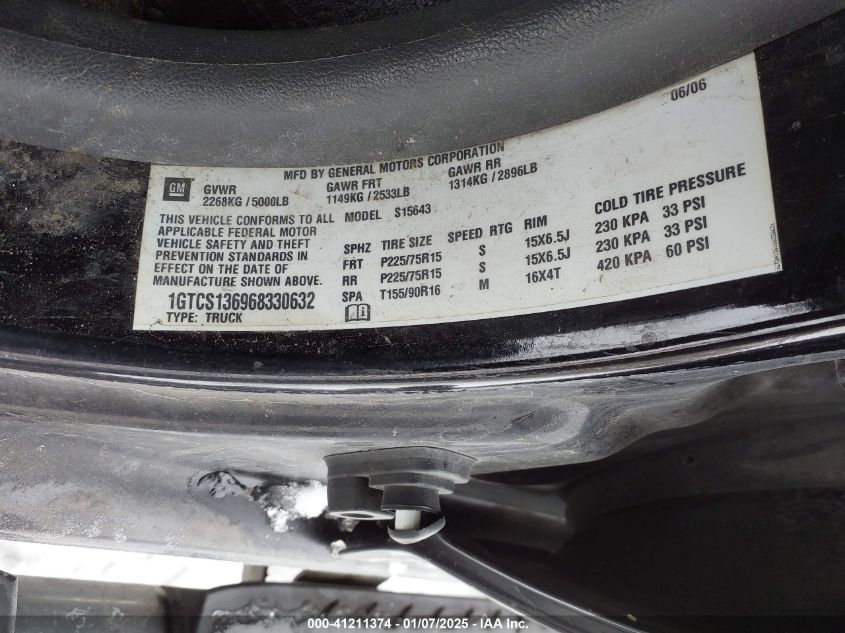 06/06
MFD BY GENERAL MOTORS CORPORATION
GM GVWR GAWR FRT GAWR RR
2268KG / 5000LB 1149KG / 2533LB 1314KG / 2896LB
THIS VEHICLE CONFORMS TO ALL MODEL S15643
APPLICABLE FEDERAL MOTOR
VEHICLE SAFETY AND THEFT
PREVENTION STANDARDS IN
EFFECT ON THE DATE OF
MANUFACTURE SHOWN ABOVE.
1GTCS136968330632
TYPE: TRUCK
SPHZ TIRE SIZE SPEED RTG RIM COLD TIRE PRESSURE
FRT P225/75R15 S 15X6.5J 230 KPA 33 PSI
RR P225/75R15 S 15X6.5J 230 KPA 33 PSI
SPA T155/90R16 M 16X4T 420 KPA 60 PSI
000-41211374 - 01/07/2025 - IAA Inc.